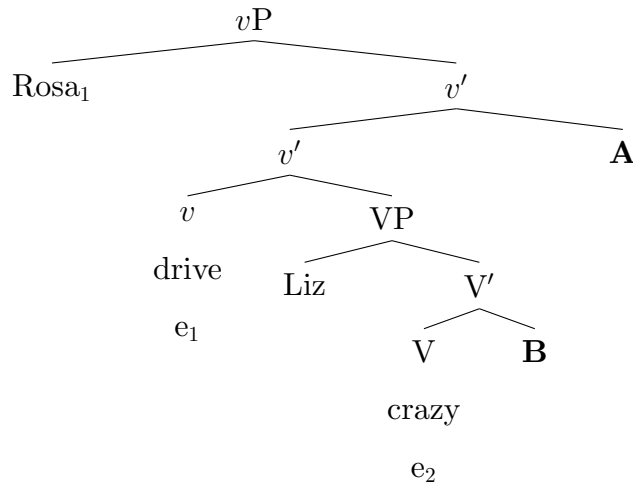 vP
Rosa₁ v′
v′ A
v VP
drive Liz V′
e₁ V B
crazy
e₂